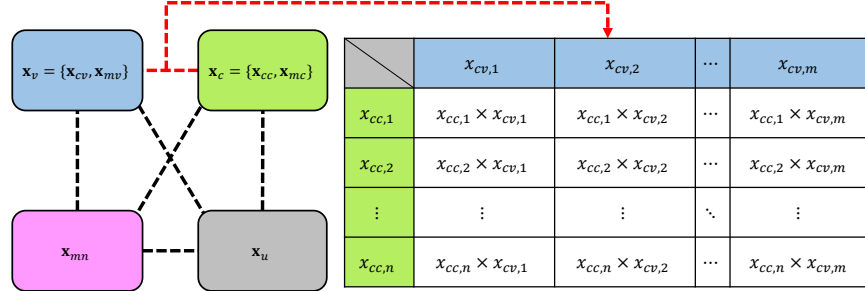 𝐱_v = {𝐱_cv, 𝐱_mv}
𝐱_c = {𝐱_cc, 𝐱_mc}
𝐱_mn
𝐱_u
x_cv,1 x_cv,2 ⋯ x_cv,m
x_cc,1 x_cc,1 × x_cv,1 x_cc,1 × x_cv,2 ⋯ x_cc,1 × x_cv,m
x_cc,2 x_cc,2 × x_cv,1 x_cc,2 × x_cv,2 ⋯ x_cc,2 × x_cv,m
⋮ ⋮ ⋮ ⋱ ⋮
x_cc,n x_cc,n × x_cv,1 x_cc,n × x_cv,2 ⋯ x_cc,n × x_cv,m